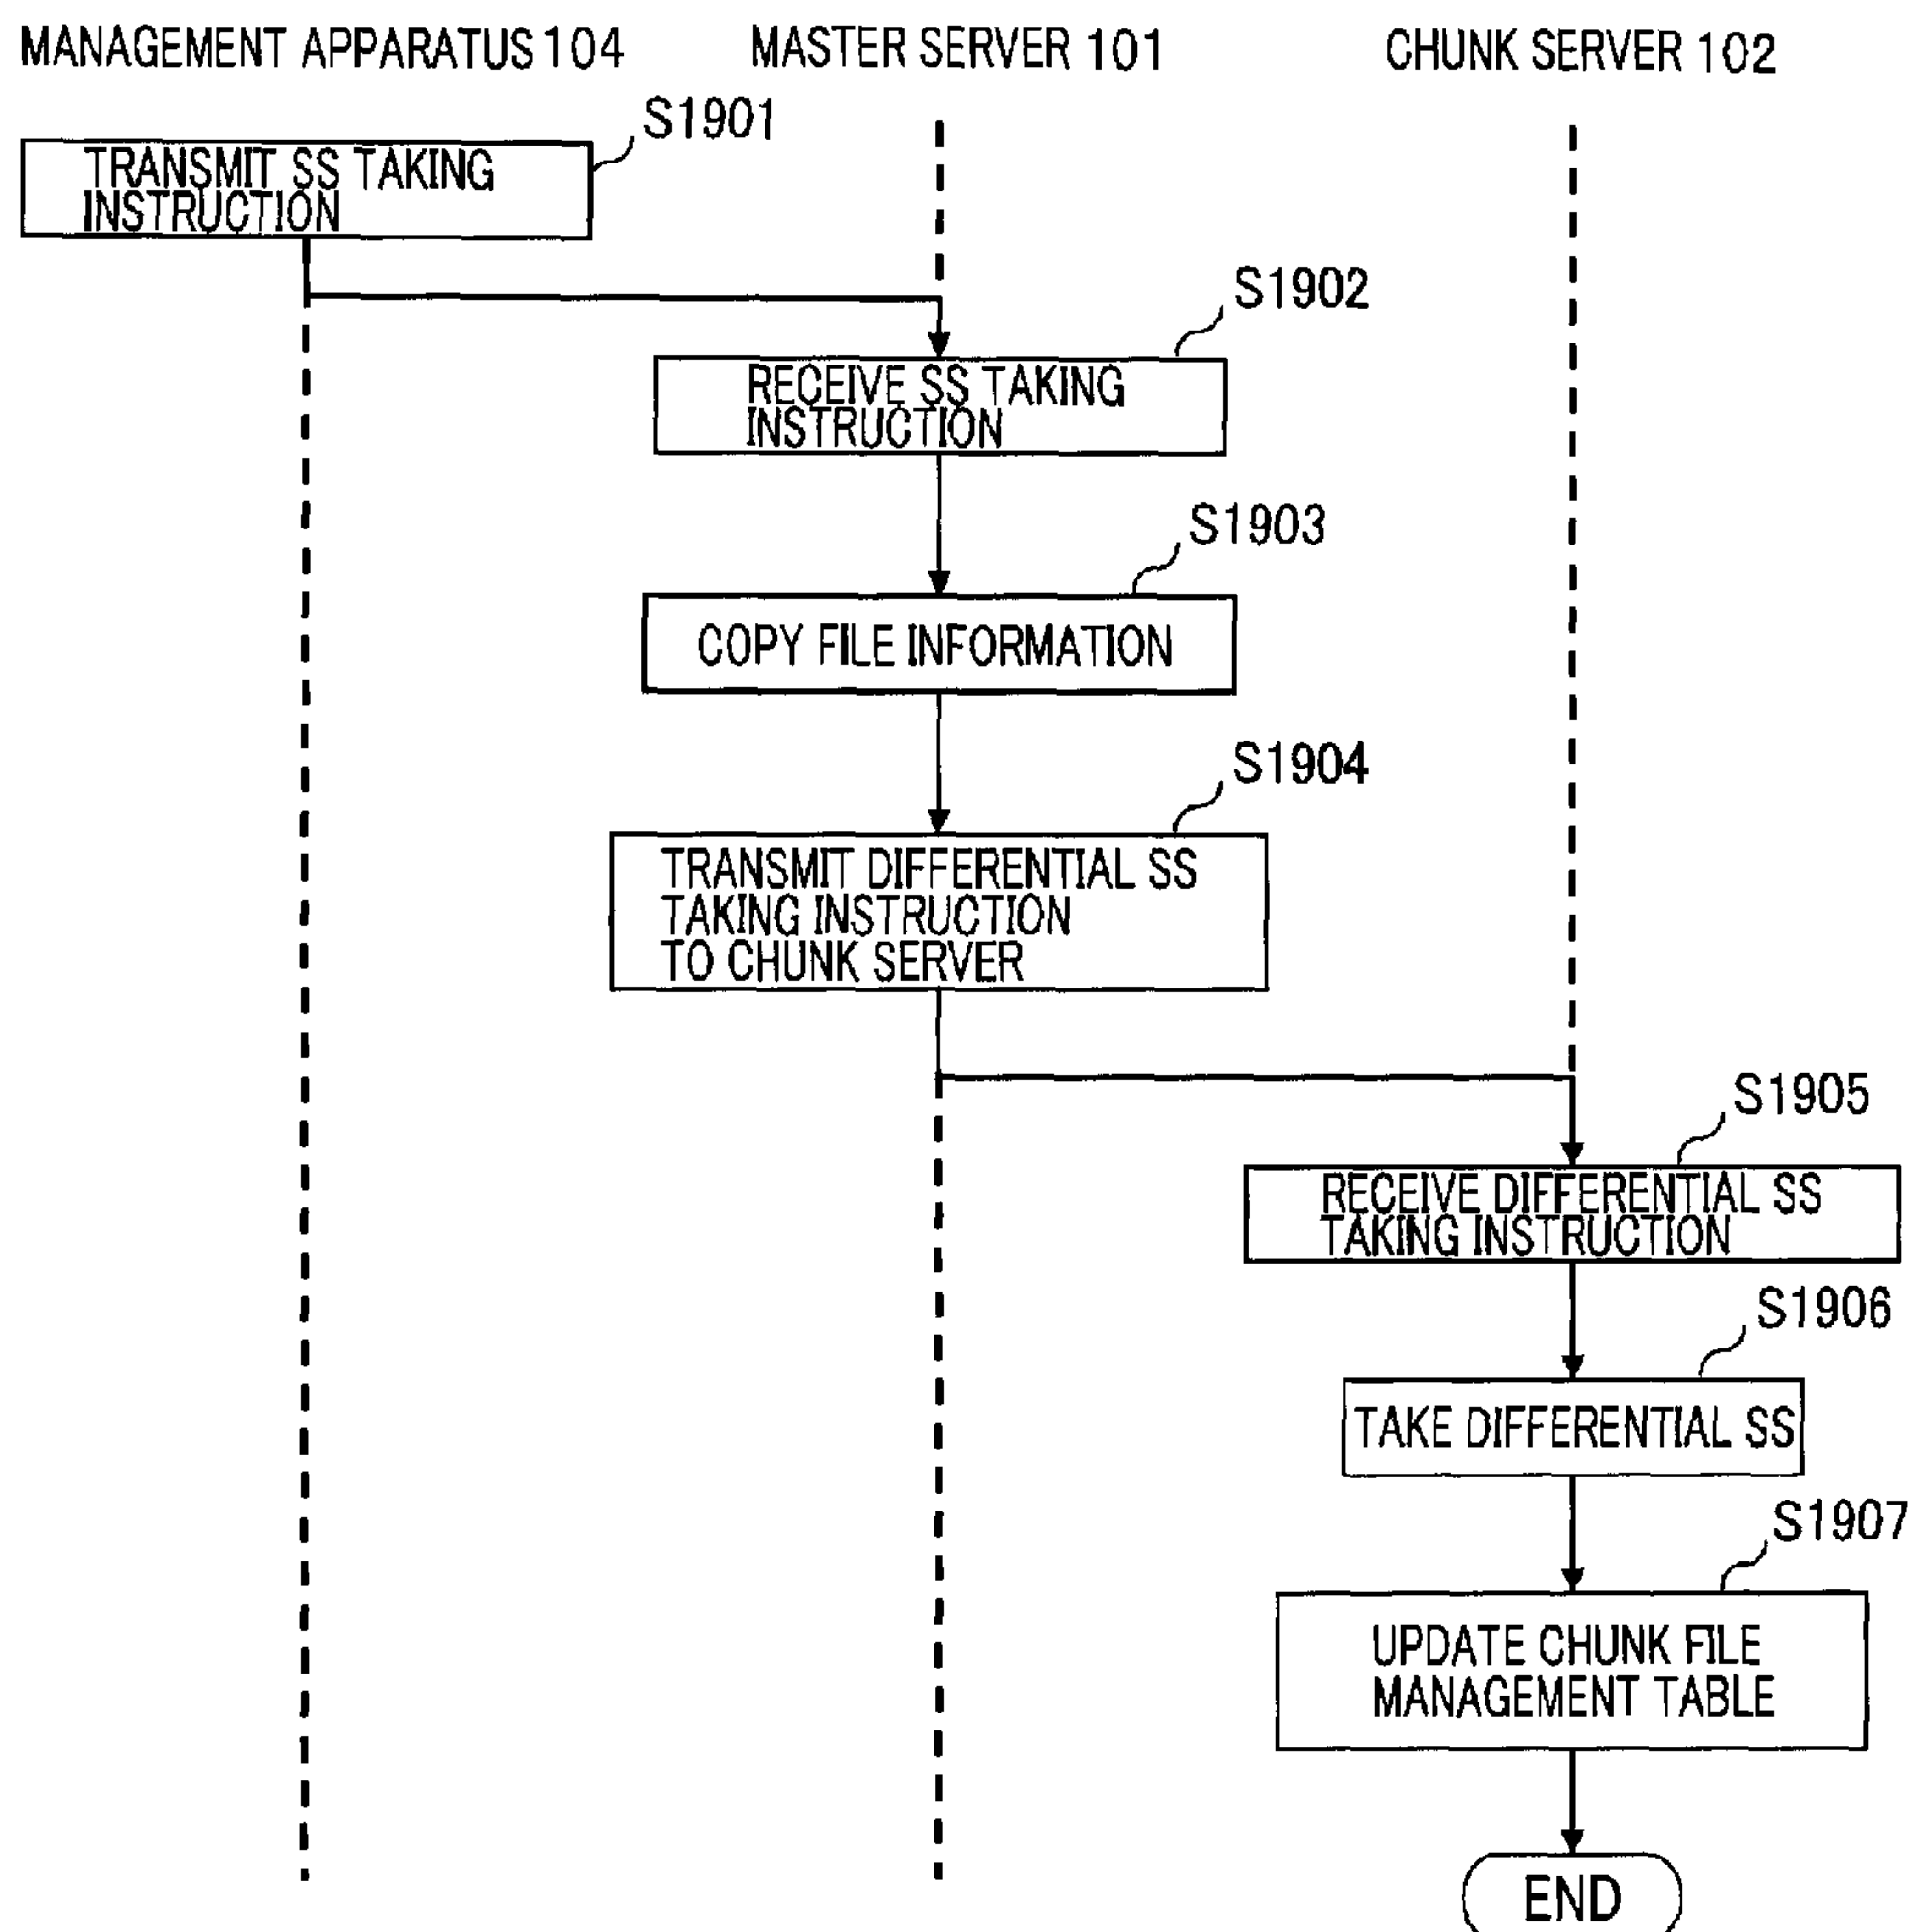 MANAGEMENT APPARATUS 104
MASTER SERVER 101
CHUNK SERVER 102
S1901
TRANSMIT SS TAKING
INSTRUCTION
S1902
RECEIVE SS TAKING
INSTRUCTION
S1903
COPY FILE INFORMATION
S1904
TRANSMIT DIFFERENTIAL SS
TAKING INSTRUCTION
TO CHUNK SERVER
S1905
RECEIVE DIFFERENTIAL SS
TAKING INSTRUCTION
S1906
TAKE DIFFERENTIAL SS
S1907
UPDATE CHUNK FILE
MANAGEMENT TABLE
END